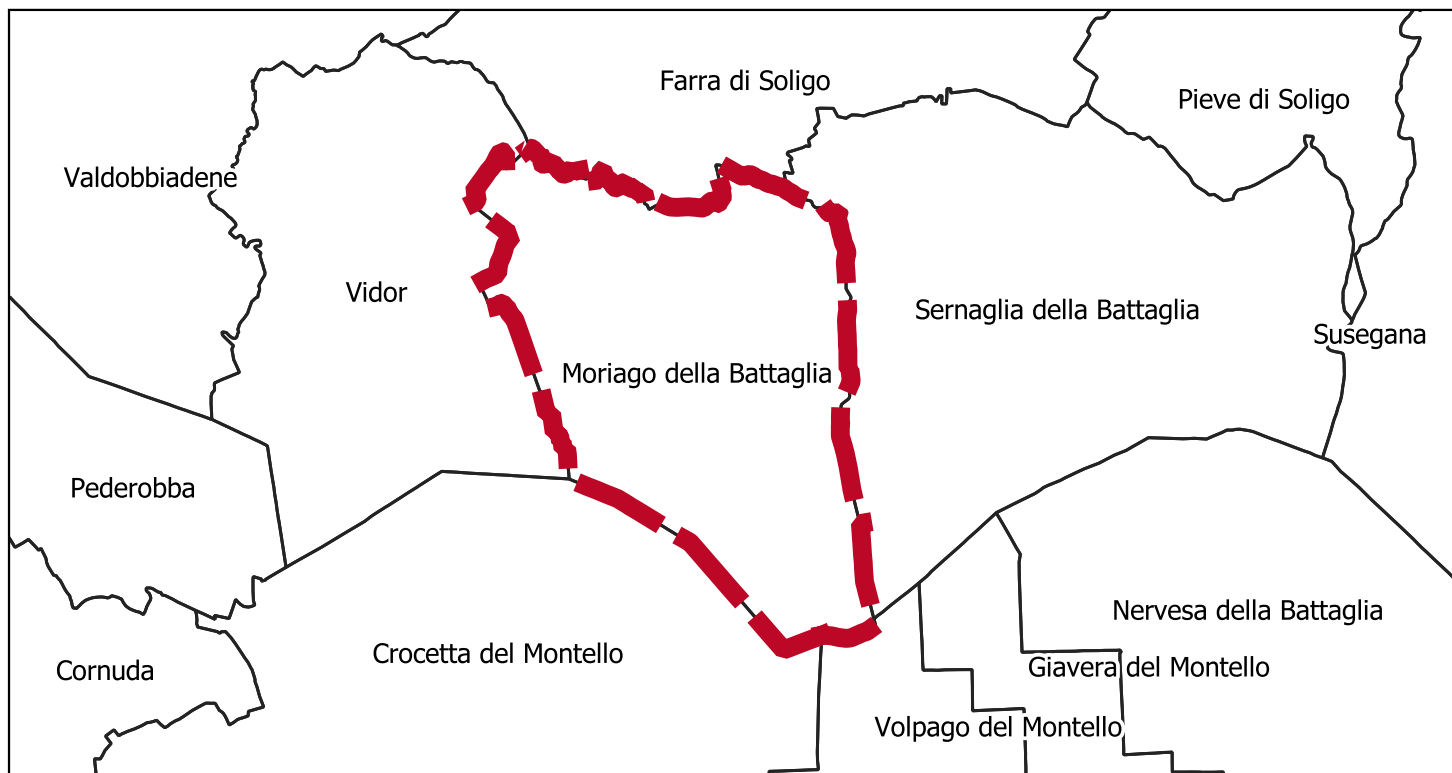 Farra di Soligo
Pieve di Soligo
Valdobbiadene
Vidor
Sernaglia della Battaglia
Susegana
Moriago della Battaglia
Pederobba
Nervesa della Battaglia
Crocetta del Montello
Giavera del Montello
Cornuda
Volpago del Montello